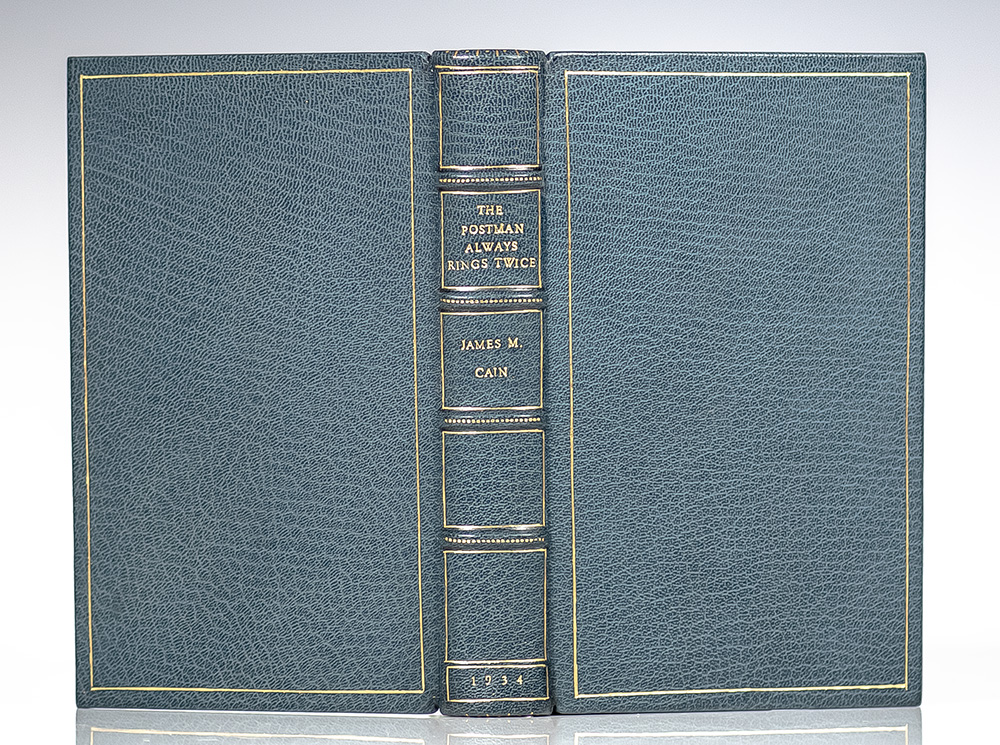 THE
POSTMAN
ALWAYS
RINGS TWICE
JAMES M.
CAIN
1934